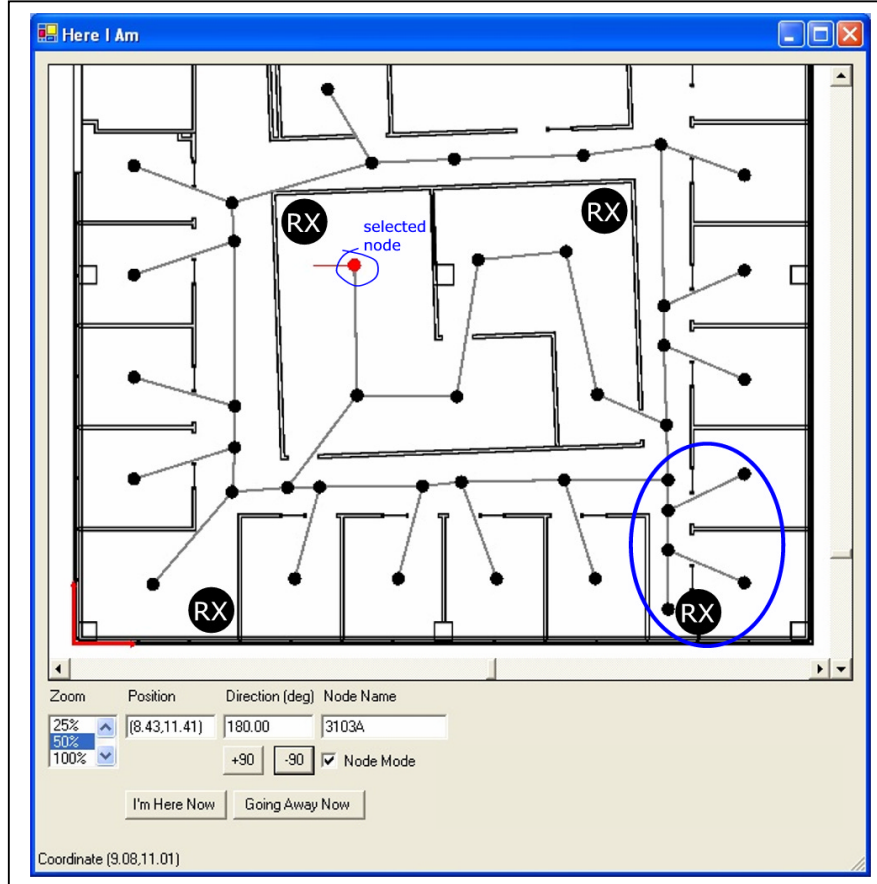 Here I Am
RX
RX
selected
node
RX
RX
Zoom
Position
Direction (deg)
Node Name
25%
50%
100%
(8.43,11.41)
180.00
3103A
+90
-90
Node Mode
I'm Here Now
Going Away Now
Coordinate (9.08,11.01)